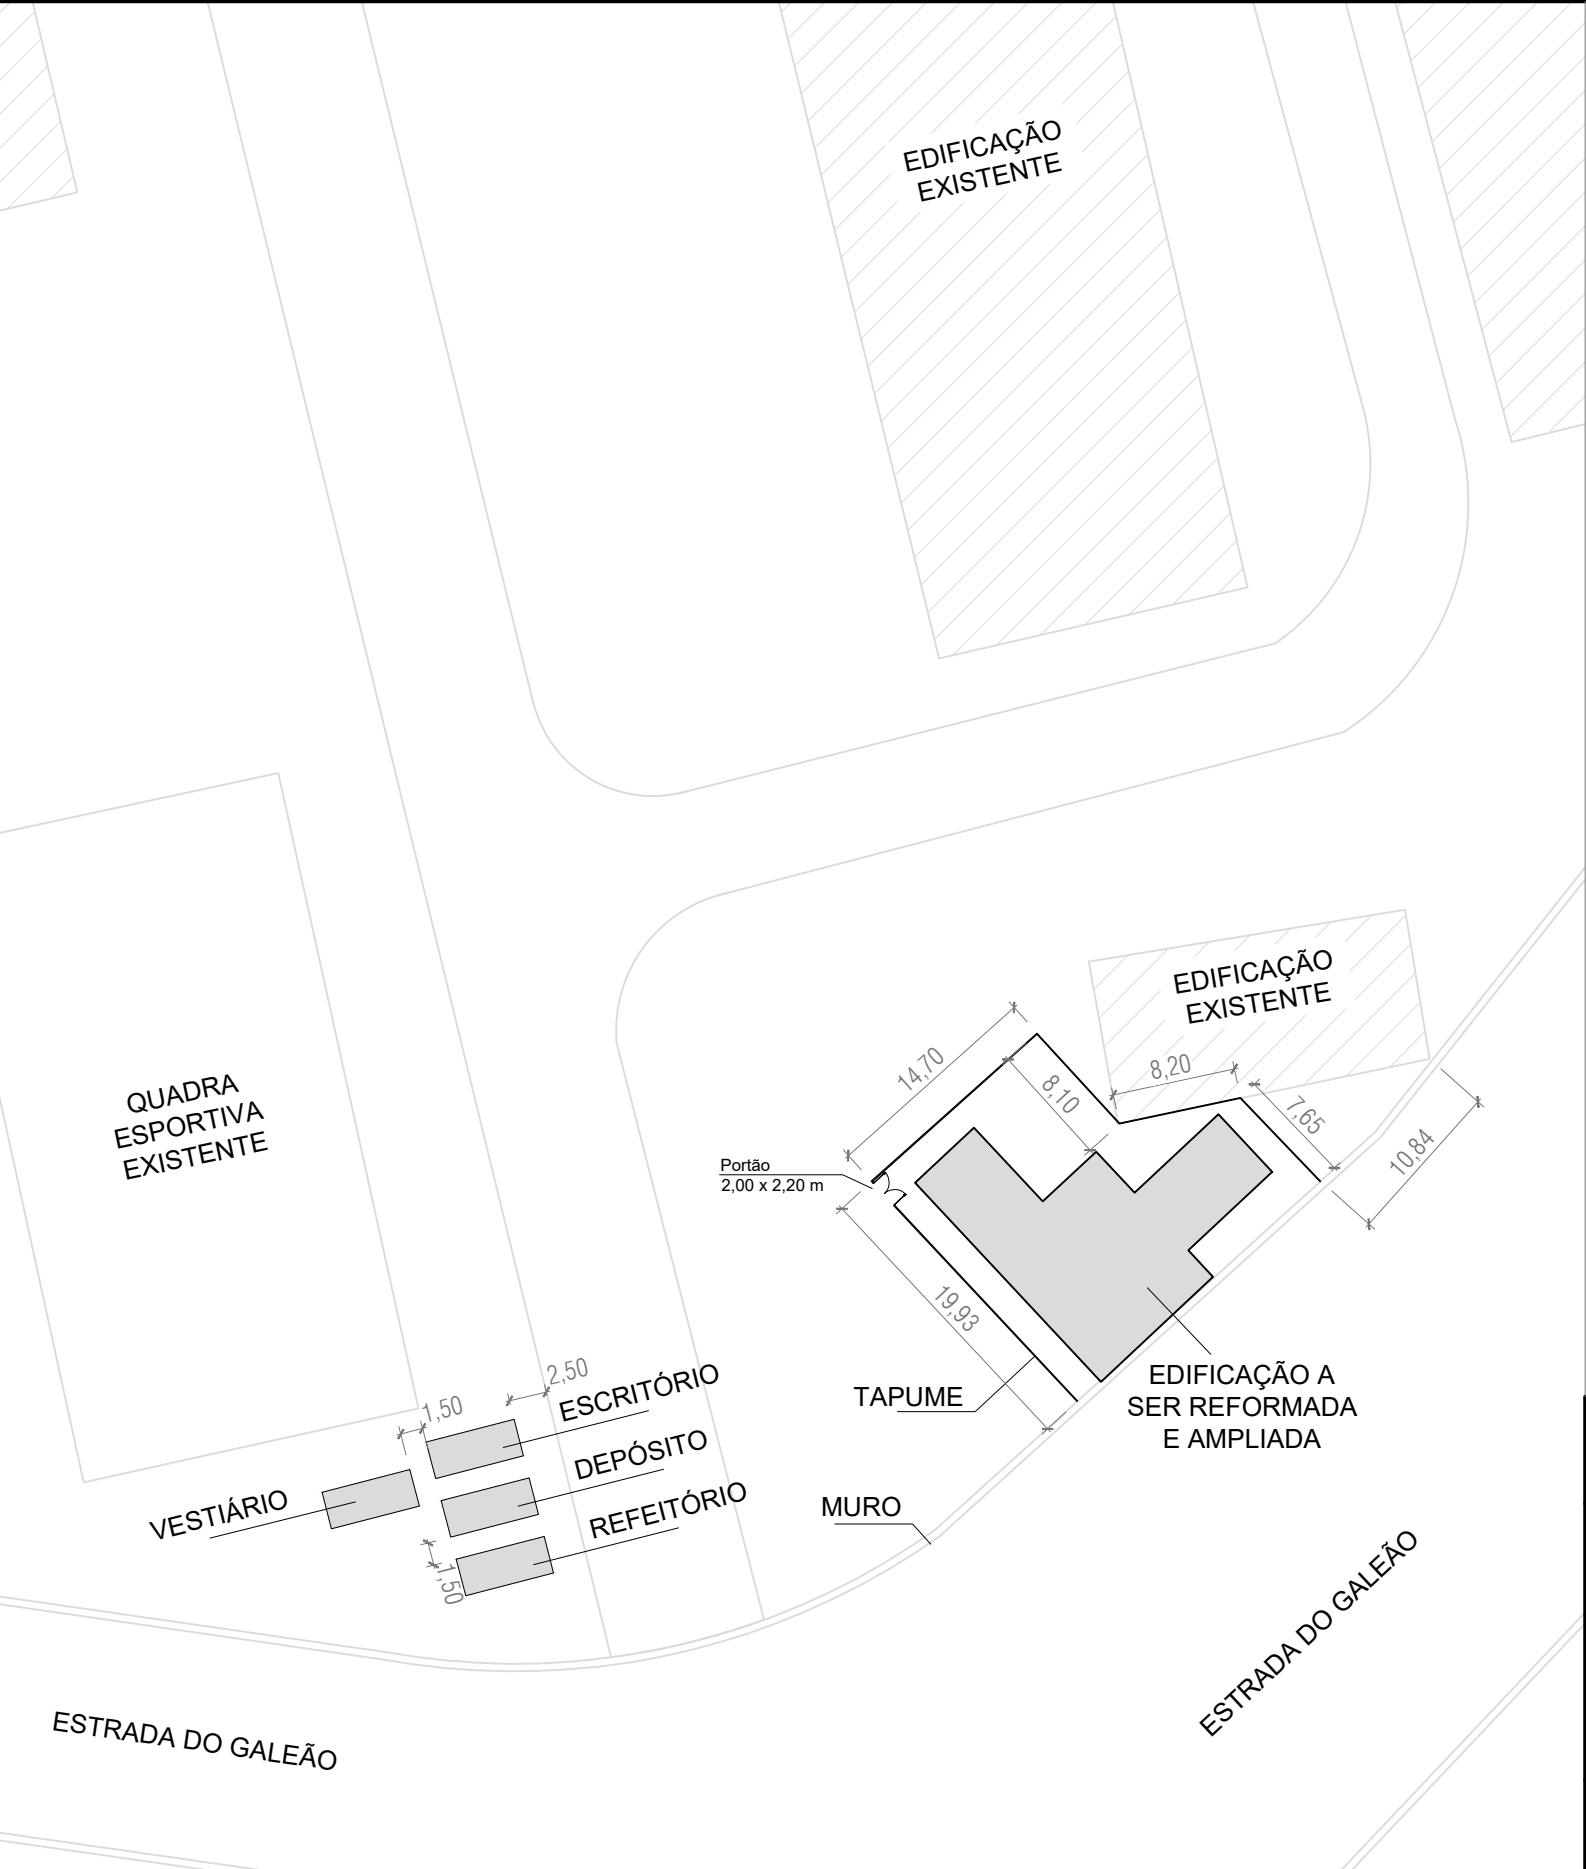 EDIFICAÇÃO
EXISTENTE
EDIFICAÇÃO
EXISTENTE
14,70
8,10
8,20
7,65
10,84
QUADRA
ESPORTIVA
EXISTENTE
Portão
2,00 x 2,20 m
19,93
TAPUME
EDIFICAÇÃO A
SER REFORMADA
E AMPLIADA
2,50
1,50
ESCRITÓRIO
DEPÓSITO
VESTIÁRIO
REFEITÓRIO
1,50
MURO
ESTRADA DO GALEÃO
ESTRADA DO GALEÃO